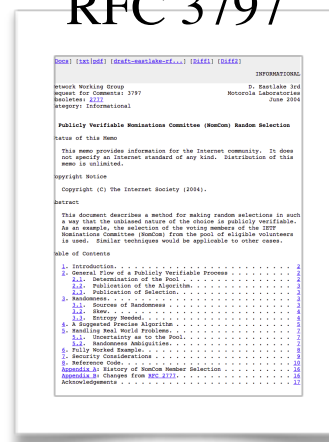 RFC 3797
Docs] [txt|pdf] [draft-eastlake-rf...] [Diff1] [Diff2]
INFORMATIONAL
etwork Working Group D. Eastlake 3rd
equest for Comments: 3797 Motorola Laboratories
bsoletes: 2777 June 2004
ategory: Informational
Publicly Verifiable Nominations Committee (NomCom) Random Selection
tatus of this Memo
This memo provides information for the Internet community. It does
not specify an Internet standard of any kind. Distribution of this
memo is unlimited.
opyright Notice
Copyright (C) The Internet Society (2004).
bstract
This document describes a method for making random selections in such
a way that the unbiased nature of the choice is publicly verifiable.
As an example, the selection of the voting members of the IETF
Nominations Committee (NomCom) from the pool of eligible volunteers
is used. Similar techniques would be applicable to other cases.
able of Contents
1. Introduction. . . . . . . . . . . . . . . . . . . . . . . . . 2
2. General Flow of a Publicly Verifiable Process . . . . . . . . 2
2.1. Determination of the Pool . . . . . . . . . . . . . . . 2
2.2. Publication of the Algorithm. . . . . . . . . . . . . . 3
2.3. Publication of Selection. . . . . . . . . . . . . . . . 3
3. Randomness. . . . . . . . . . . . . . . . . . . . . . . . . . 3
3.1. Sources of Randomness . . . . . . . . . . . . . . . . . 3
3.2. Skew. . . . . . . . . . . . . . . . . . . . . . . . . . 4
3.3. Entropy Needed. . . . . . . . . . . . . . . . . . . . . 4
4. A Suggested Precise Algorithm . . . . . . . . . . . . . . . . 5
5. Handling Real World Problems. . . . . . . . . . . . . . . . . 7
5.1. Uncertainty as to the Pool. . . . . . . . . . . . . . . 7
5.2. Randomness Ambiguities. . . . . . . . . . . . . . . . . 7
6. Fully Worked Example. . . . . . . . . . . . . . . . . . . . . 8
7. Security Considerations . . . . . . . . . . . . . . . . . . . 9
8. Reference Code. . . . . . . . . . . . . . . . . . . . . . . . 10
Appendix A: History of NomCom Member Selection . . . . . . . . . 16
Appendix B: Changes from RFC 2777. . . . . . . . . . . . . . . . 16
Acknowledgements . . . . . . . . . . . . . . . . . . . . . . . . 17